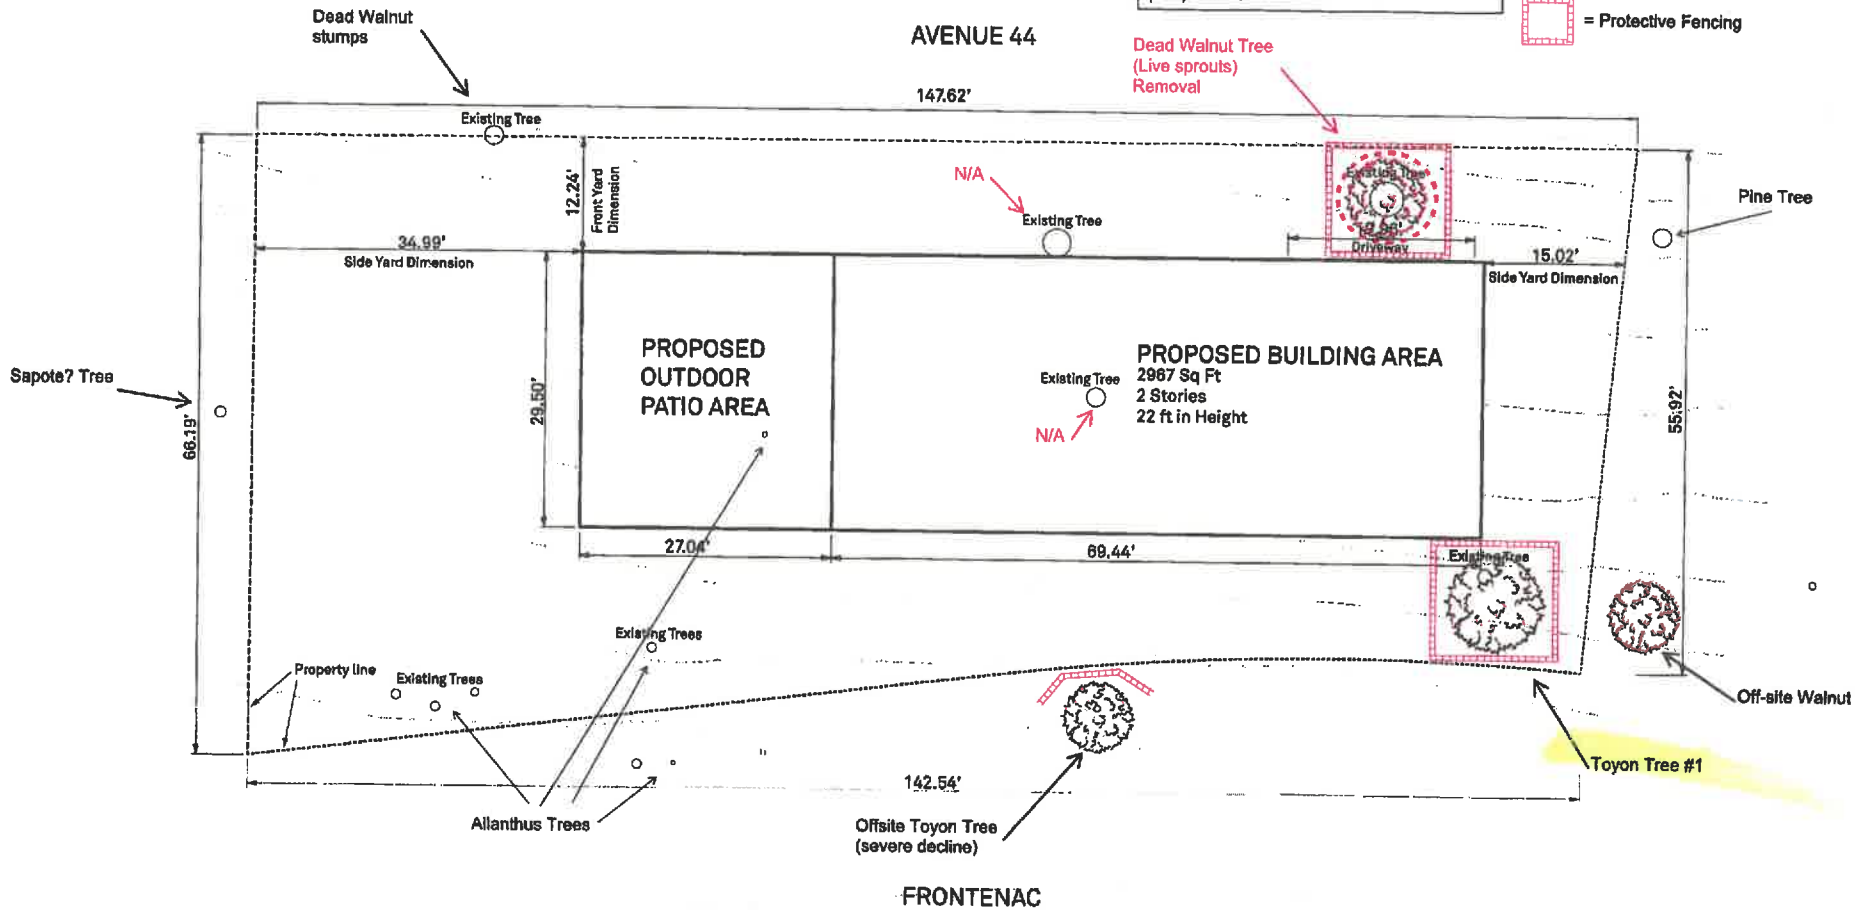 = Protective Fencing
Dead Walnut
stumps
AVENUE 44
Dead Walnut Tree
(Live sprouts)
Removal
147.62'
Existing Tree
12.24'
Front Yard
Dimension
N/A
Existing Tree
Existing Tree
Driveway
Pine Tree
34.99'
Side Yard Dimension
15.02'
Side Yard Dimension
Sapote? Tree
66.19'
29.50'
PROPOSED
OUTDOOR
PATIO AREA
Existing Tree
N/A
PROPOSED BUILDING AREA
2967 Sq Ft
2 Stories
22 ft in Height
55.92'
27.04'
69.44'
Existing Tree
Existing Trees
Property line
Existing Trees
Off-site Walnut
Toyon Tree #1
142.54'
Ailanthus Trees
Offsite Toyon Tree
(severe decline)
FRONTENAC